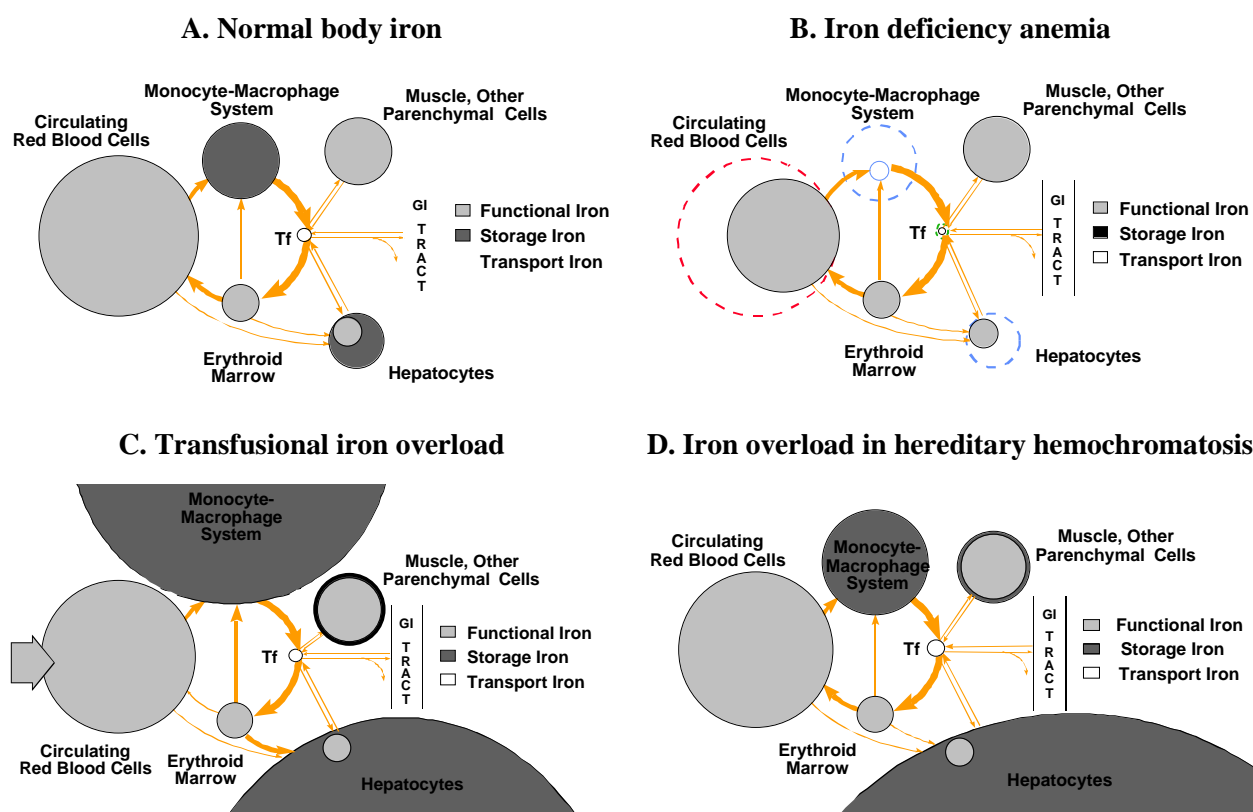 A. Normal body iron
Monocyte-Macrophage
System
Muscle, Other
Parenchymal Cells
Circulating
Red Blood Cells
Tf
GI
TRACT
Functional Iron
Storage Iron
Transport Iron
Erythroid
Marrow
Hepatocytes
B. Iron deficiency anemia
Monocyte-Macrophage
System
Muscle, Other
Parenchymal Cells
Circulating
Red Blood Cells
Tf
GI
TRACT
Functional Iron
Storage Iron
Transport Iron
Erythroid
Marrow
Hepatocytes
C. Transfusional iron overload
Monocyte-
Macrophage
System
Muscle, Other
Parenchymal Cells
GI
TRACT
Functional Iron
Storage Iron
Transport Iron
Tf
Circulating
Red Blood Cells
Erythroid
Marrow
Hepatocytes
D. Iron overload in hereditary hemochromatosis
Circulating
Red Blood Cells
Monocyte-
Macrophage
System
Muscle, Other
Parenchymal Cells
GI
TRACT
Functional Iron
Storage Iron
Transport Iron
Tf
Erythroid
Marrow
Hepatocytes